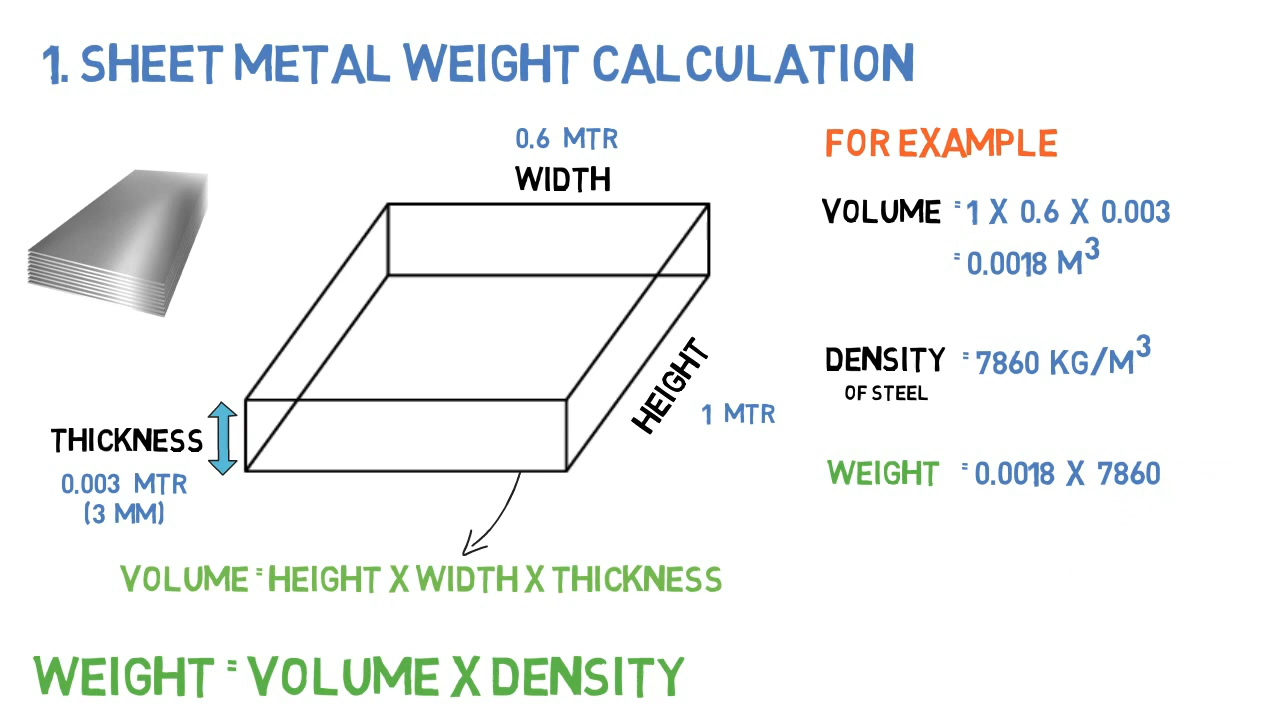 1. SHEET METAL WEIGHT CALCULATION
0.6 MTR
WIDTH
THICKNESS
0.003 MTR
(3 MM)
HEIGHT
1 MTR
VOLUME = HEIGHT X WIDTH X THICKNESS
WEIGHT = VOLUME X DENSITY
FOR EXAMPLE
VOLUME = 1 X 0.6 X 0.003
= 0.0018 M³
DENSITY = 7860 KG/M³
OF STEEL
WEIGHT = 0.0018 X 7860